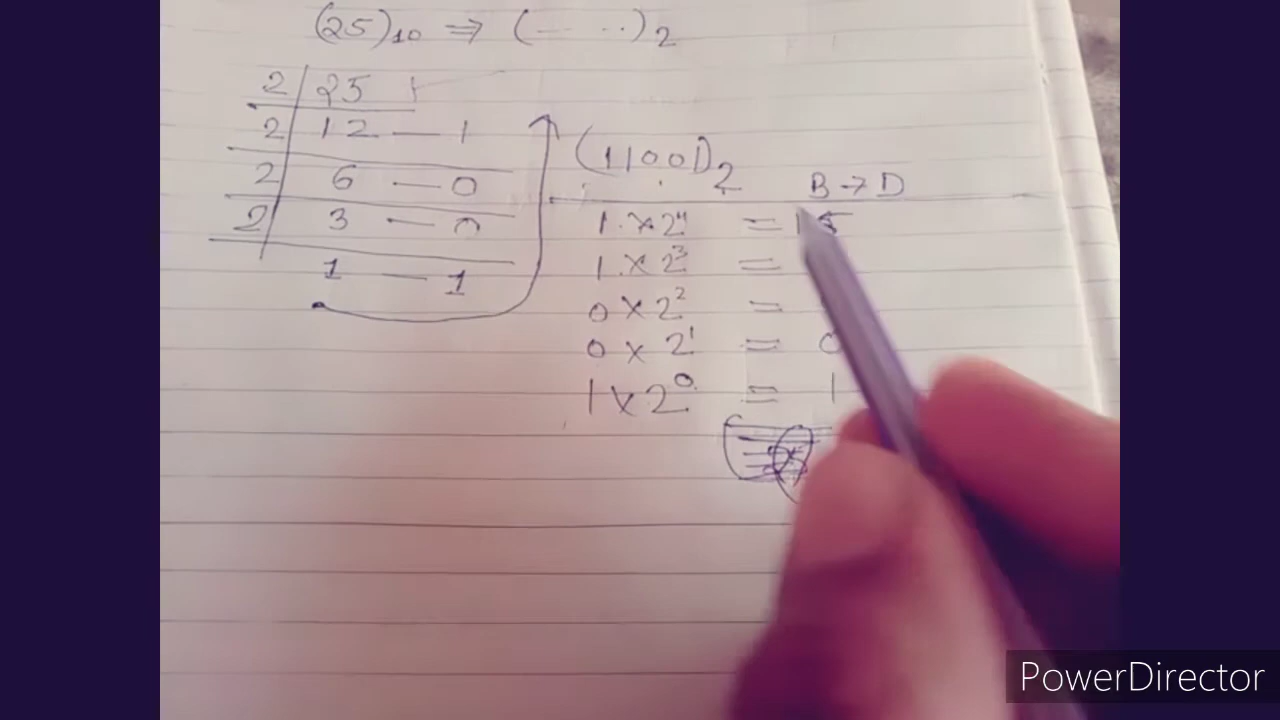 (25)10 ⇒ (— ··)2
2 | 25
2 | 12 — 1
2 | 6 — 0
2 | 3 — 0
1 — 1
(11001)2
B → D
1 × 2⁴ =
1 × 2³ =
0 × 2² =
0 × 2¹ = 0
1 × 2⁰ = 1
PowerDirector